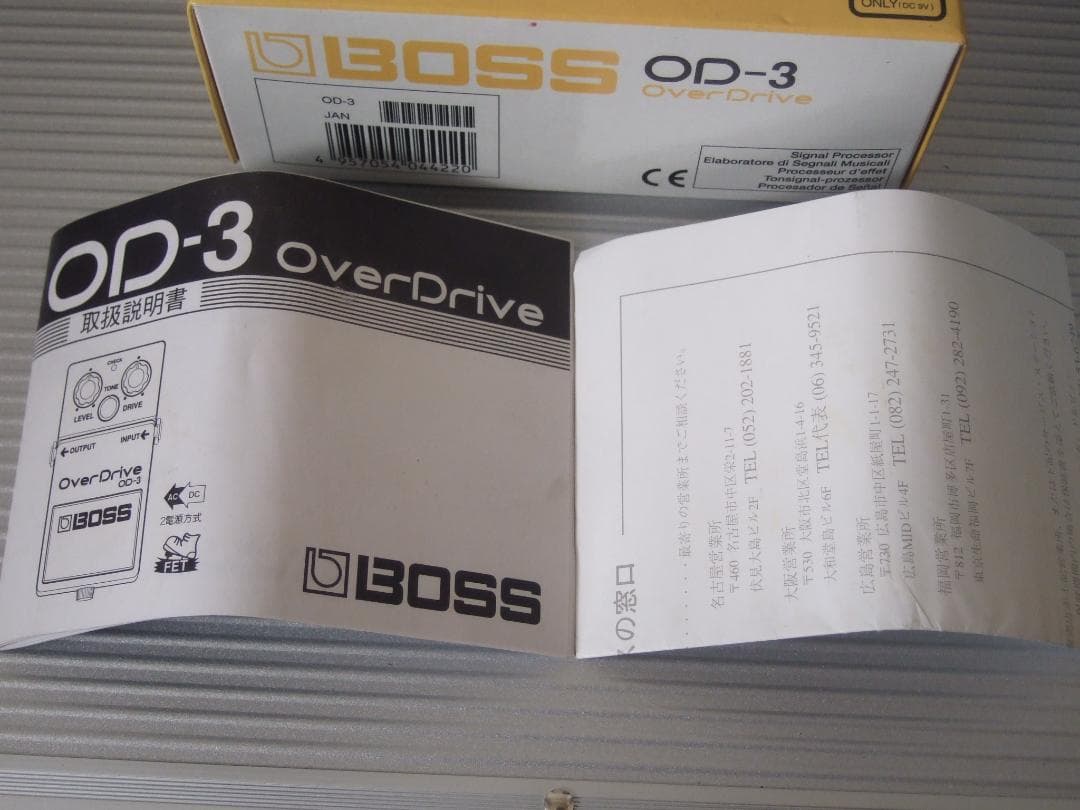 ONLY (DC 9V)
BOSS OD-3
OverDrive
OD-3
JAN
4 957054 044220
CE
Signal Processor
Elaboratore di Segnali Musicali
Processeur d'effet
Tonsignal-prozessor
Procesador de Señal
OD-3 OverDrive
取扱説明書
CHECK
TONE
LEVEL
DRIVE
←OUTPUT
INPUT←
OverDrive
OD-3
BOSS
AC DC
2電源方式
FET
BOSS
スの窓口
・・・・・最寄りの営業所までご相談ください。
名古屋営業所
〒460 名古屋市中区栄2-11-7
伏見大島ビル2F TEL (052) 202-1881
大阪営業所
〒530 大阪市北区堂島浜1-4-16
大和堂島ビル6F TEL代表 (06) 345-9521
広島営業所
〒730 広島市中区紙屋町1-1-17
広島MIDビル4F TEL (082) 247-2731
福岡営業所
〒812 福岡市博多区店屋町1-31
東京生命福岡ビル7F TEL (092) 282-4190